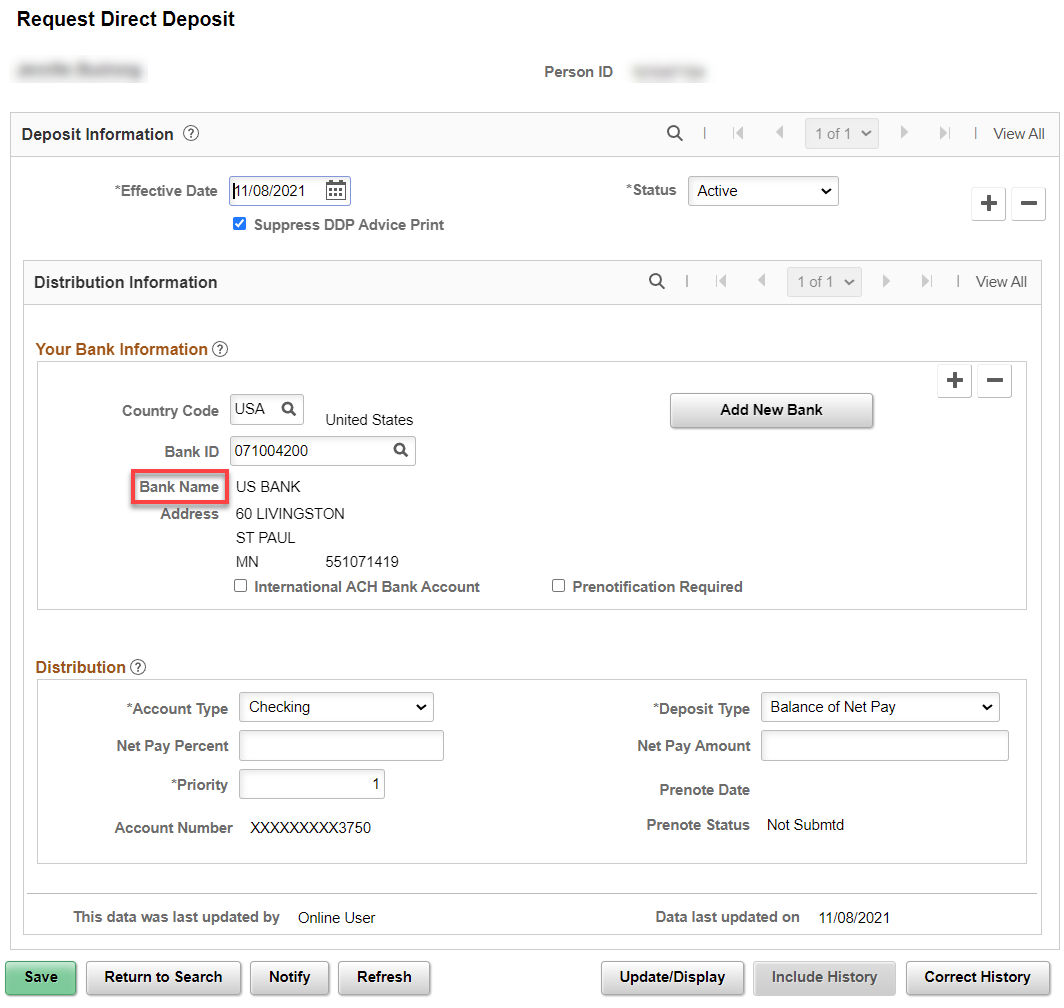 Request Direct Deposit
Person ID
Deposit Information ? 1 of 1 View All
*Effective Date 11/08/2021 *Status Active
Suppress DDP Advice Print
Distribution Information 1 of 1 View All
Your Bank Information ?
Country Code USA United States Add New Bank
Bank ID 071004200
Bank Name US BANK
Address 60 LIVINGSTON
ST PAUL
MN 551071419
International ACH Bank Account Prenotification Required
Distribution ?
*Account Type Checking *Deposit Type Balance of Net Pay
Net Pay Percent Net Pay Amount
*Priority 1 Prenote Date
Account Number XXXXXXXXX3750 Prenote Status Not Submtd
This data was last updated by Online User Data last updated on 11/08/2021
Save Return to Search Notify Refresh Update/Display Include History Correct History